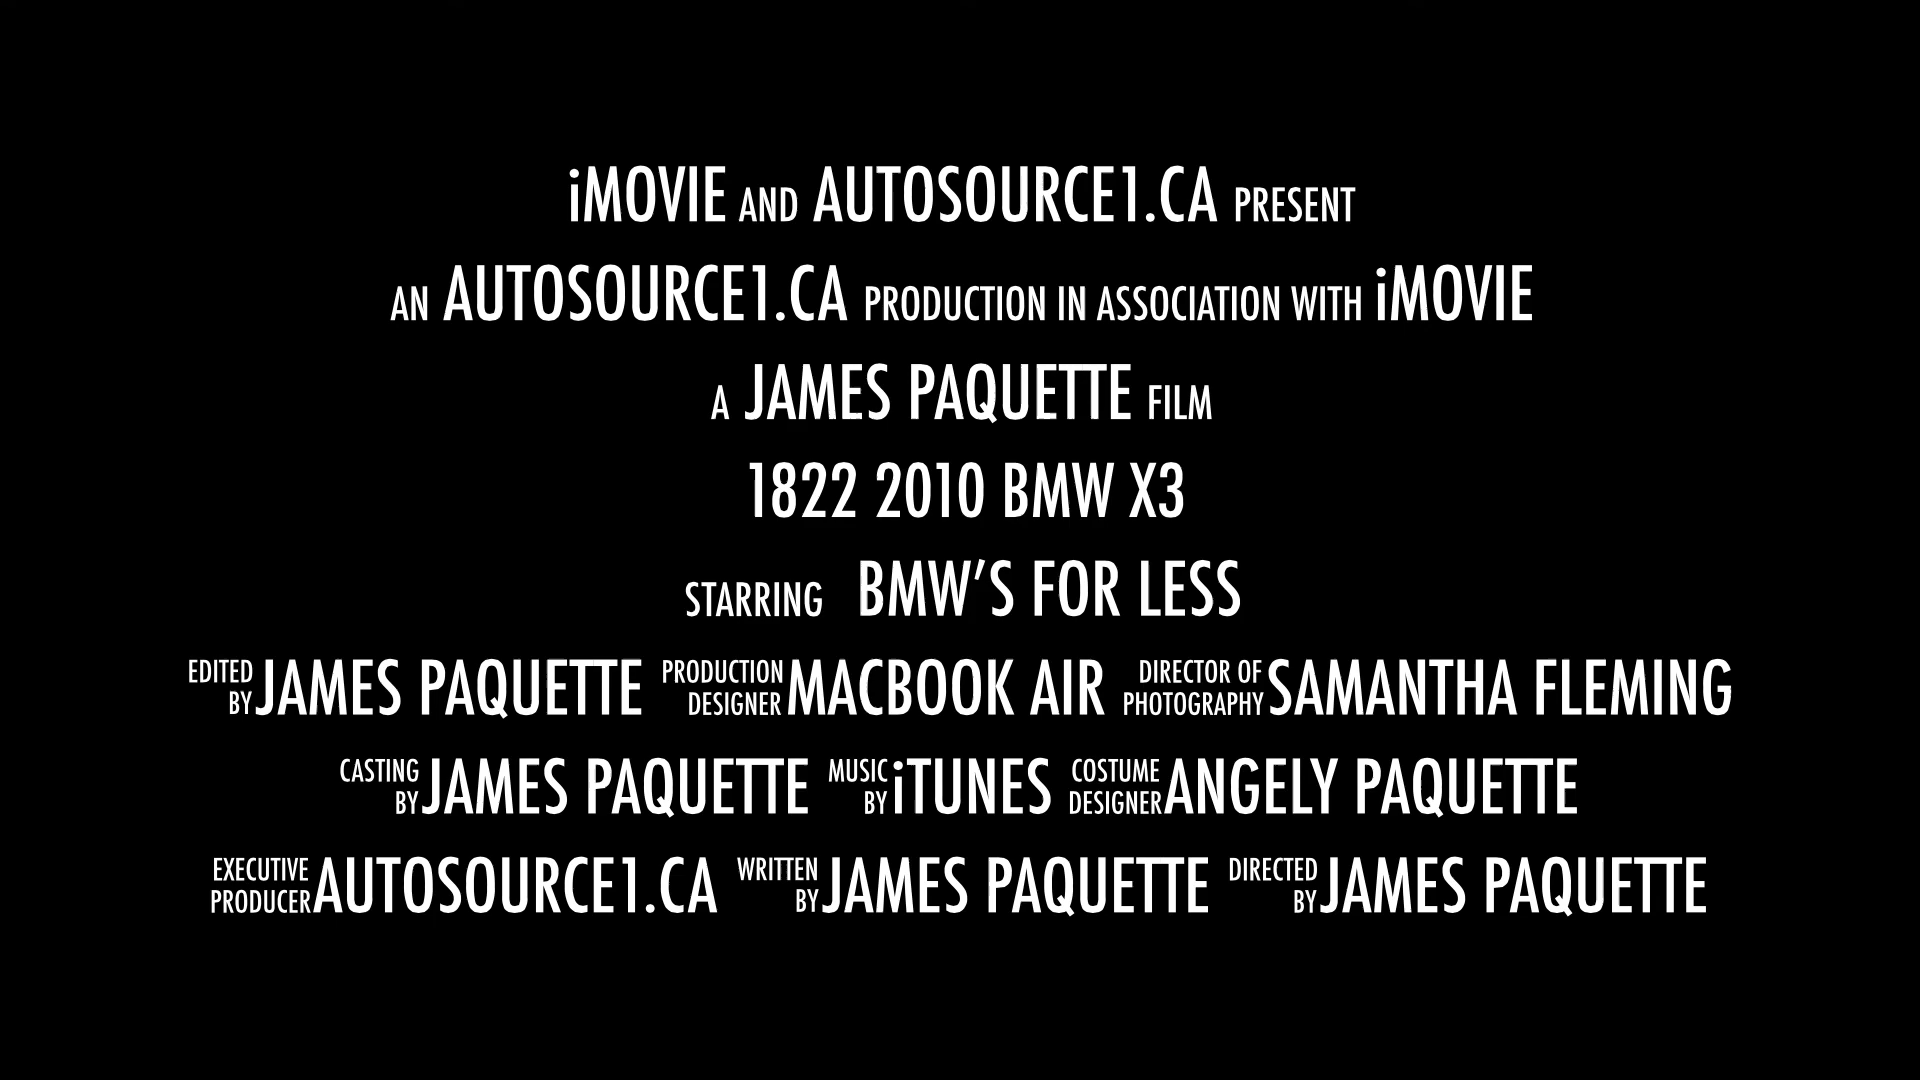 iMOVIE AND AUTOSOURCE1.CA PRESENT
AN AUTOSOURCE1.CA PRODUCTION IN ASSOCIATION WITH iMOVIE
A JAMES PAQUETTE FILM
1822 2010 BMW X3
STARRING BMW’S FOR LESS
EDITED BY JAMES PAQUETTE PRODUCTION DESIGNER MACBOOK AIR DIRECTOR OF PHOTOGRAPHY SAMANTHA FLEMING
CASTING BY JAMES PAQUETTE MUSIC BY iTUNES COSTUME DESIGNER ANGELY PAQUETTE
EXECUTIVE PRODUCER AUTOSOURCE1.CA WRITTEN BY JAMES PAQUETTE DIRECTED BY JAMES PAQUETTE